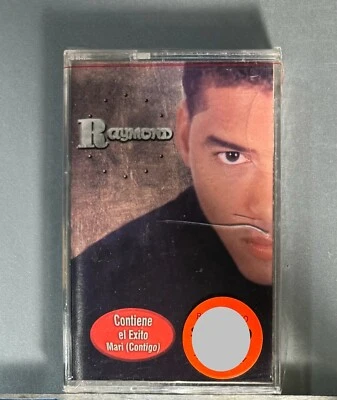 Raymond
Contiene
el Exito
Mari (Contigo)